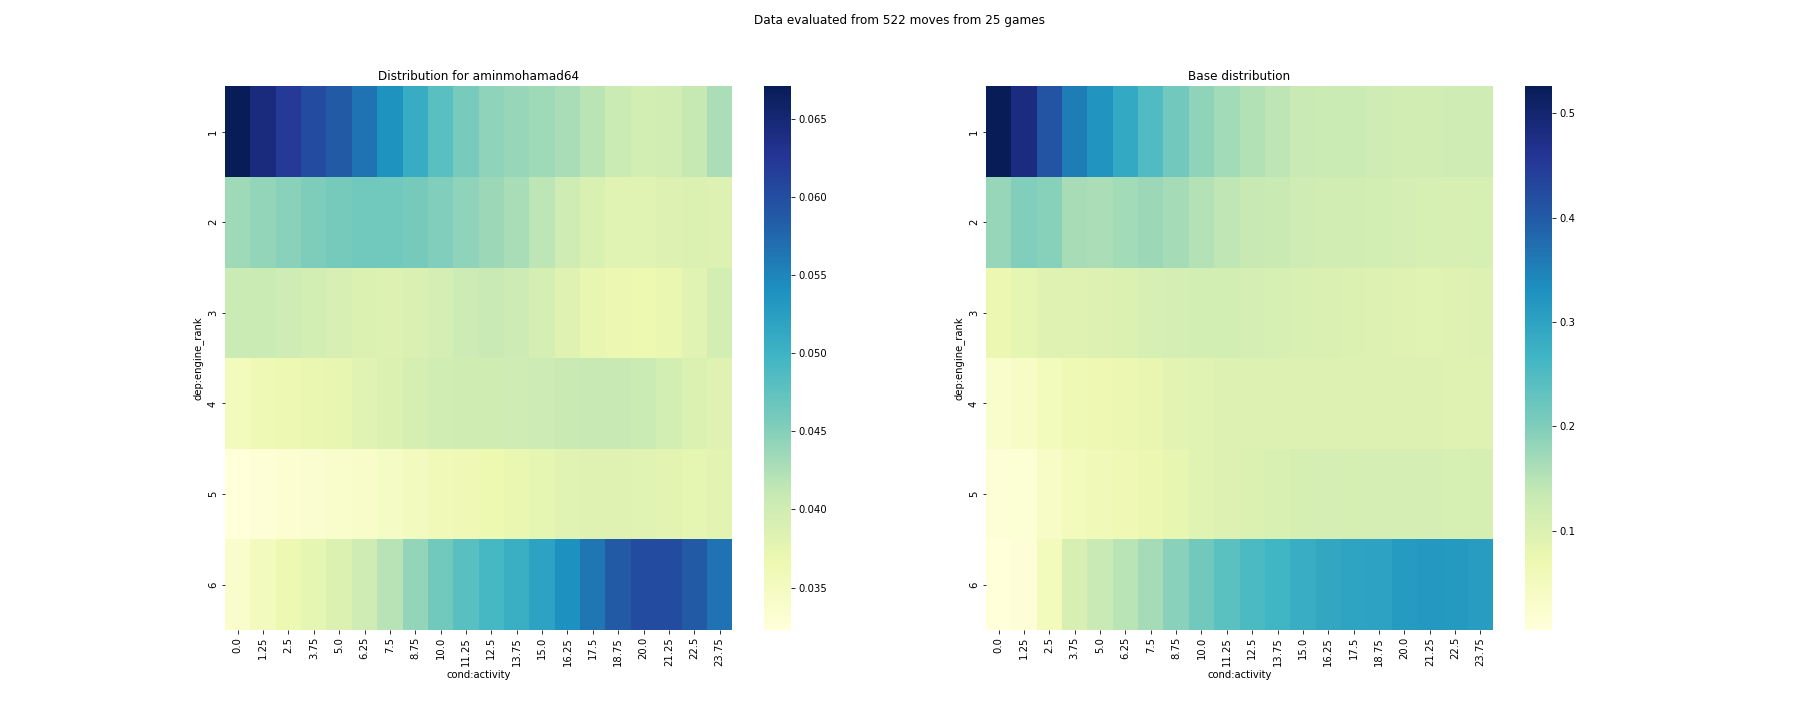 Data evaluated from 522 moves from 25 games
Distribution for aminmohamad64
dep:engine_rank
1
2
3
4
5
6
0.0 1.25 2.5 3.75 5.0 6.25 7.5 8.75 10.0 11.25 12.5 13.75 15.0 16.25 17.5 18.75 20.0 21.25 22.5 23.75
cond:activity
0.065
0.060
0.055
0.050
0.045
0.040
0.035
Base distribution
dep:engine_rank
1
2
3
4
5
6
0.0 1.25 2.5 3.75 5.0 6.25 7.5 8.75 10.0 11.25 12.5 13.75 15.0 16.25 17.5 18.75 20.0 21.25 22.5 23.75
cond:activity
0.5
0.4
0.3
0.2
0.1